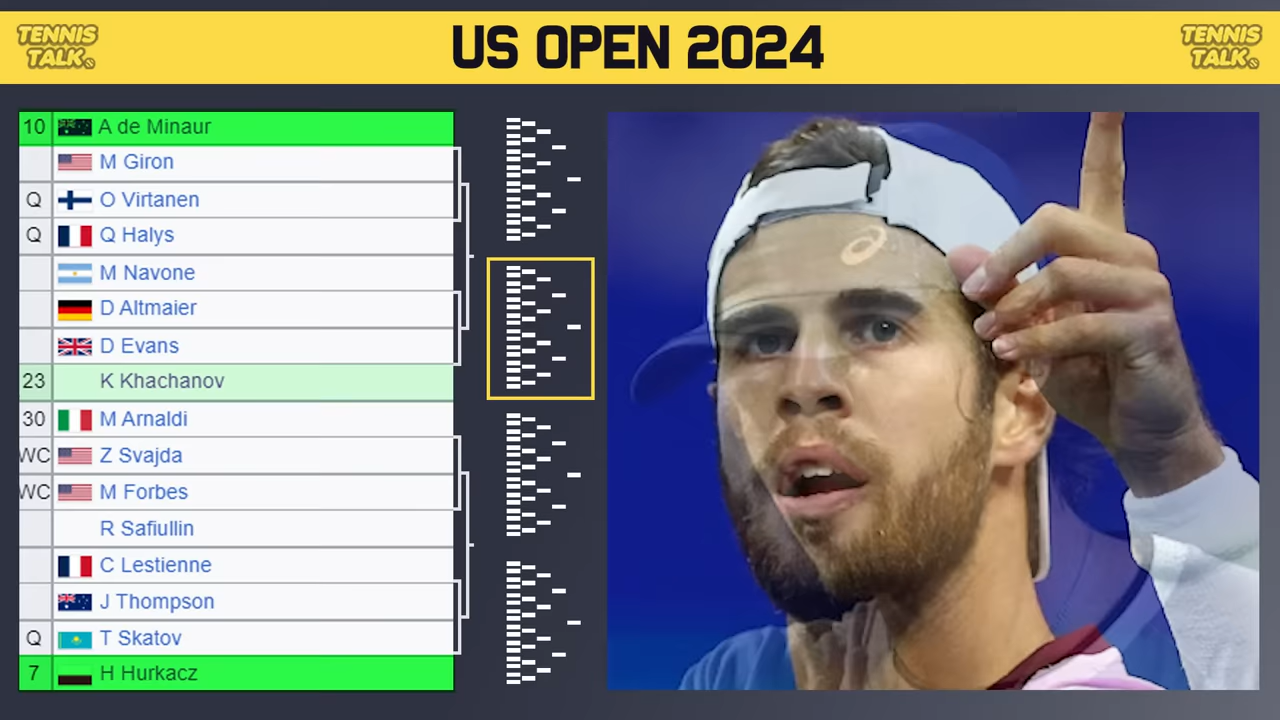 TENNIS
TALK
US OPEN 2024
TENNIS
TALK
10 A de Minaur
M Giron
Q O Virtanen
Q Q Halys
M Navone
D Altmaier
D Evans
23 K Khachanov
30 M Arnaldi
WC Z Svajda
WC M Forbes
R Safiullin
C Lestienne
J Thompson
Q T Skatov
7 H Hurkacz